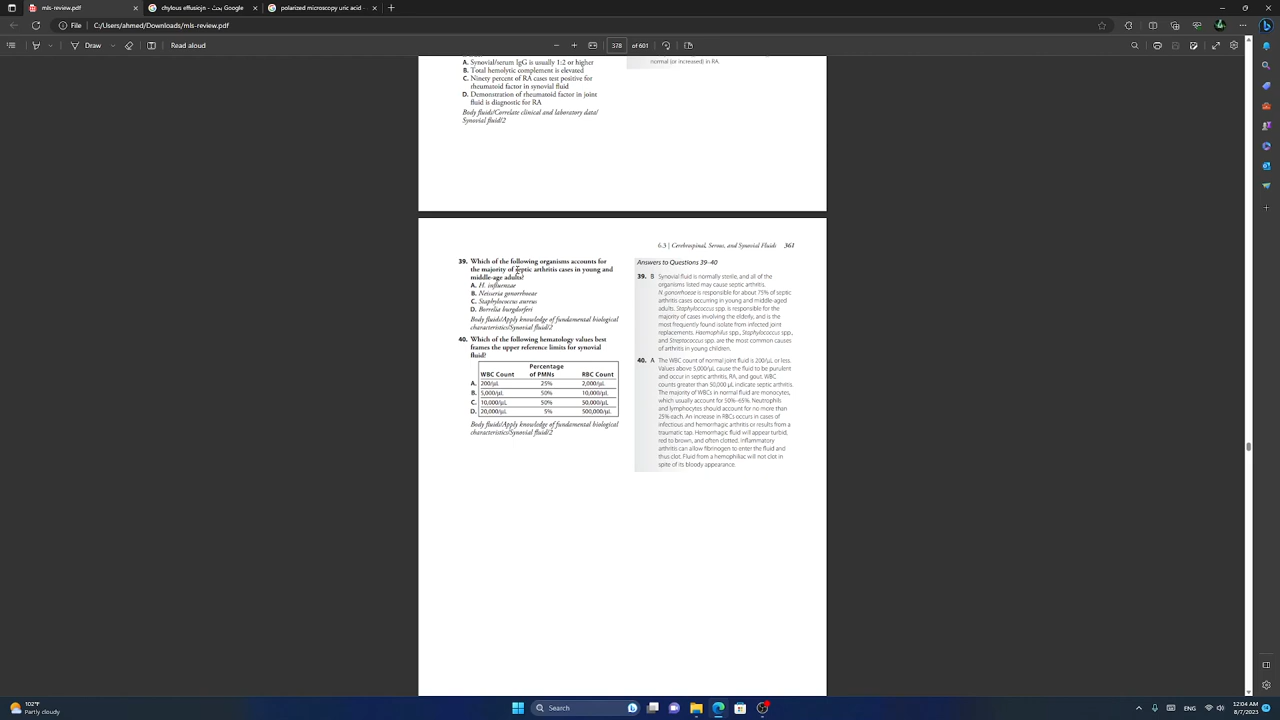 chylous effusion - Google
microscopic urinalysis color p
File
/Users/owner/Downloads/mls-review.pdf
Draw
Read aloud
378
of 601
A. Synovial/serum IgG is usually 1:2 or higher
B. Total hemolytic complement is elevated
C. Ninety percent of RA cases test positive for
rheumatoid factor in synovial fluid
D. Demonstration of rheumatoid factor in joint
fluid is diagnostic for RA
Body fluids/Correlate clinical and laboratory data/
Synovial fluid/2
normal (or increased) in RA.
6.3 | Cerebrospinal, Serous, and Synovial Fluids 361
39. Which of the following organisms accounts for
the majority of septic arthritis cases in young and
middle-age adults?
A. H. influenzae
B. Neisseria gonorrhoeae
C. Staphylococcus aureus
D. Borrelia burgdorferi
Body fluids/Apply knowledge of fundamental biological
characteristics/Synovial fluid/2
40. Which of the following hematology values best
frames the upper reference limits for synovial
fluid?
Percentage
WBC Count of PMNs RBC Count
A. 200/μL 25% 2,000/μL
B. 5,000/μL 50% 10,000/μL
C. 10,000/μL 50% 50,000/μL
D. 20,000/μL 5% 500,000/μL
Body fluids/Apply knowledge of fundamental biological
characteristics/Synovial fluid/2
Answers to Questions 39–40
39. B Synovial fluid is normally sterile, and all of the
organisms listed may cause septic arthritis.
N. gonorrhoeae is responsible for about 75% of septic
arthritis cases occurring in young and middle-aged
adults. Staphylococcus spp. is responsible for the
majority of cases involving the elderly, and is the
most frequently found isolate from infected joint
replacements. Haemophilus spp., Staphylococcus spp.,
and Streptococcus spp. are the most common causes
of arthritis in young children.
40. A The WBC count of normal joint fluid is 200/μL or less.
Values above 5,000/μL cause the fluid to be purulent
and occur in septic arthritis, RA, and gout. WBC
counts greater than 50,000 μL indicate septic arthritis.
The majority of WBCs in normal fluid are monocytes,
which usually account for 50%–65%. Neutrophils
and lymphocytes should account for no more than
25% each. An increase in RBCs occurs in cases of
infectious and hemorrhagic arthritis or results from a
traumatic tap. Hemorrhagic fluid will appear turbid,
red to brown, and often clotted. Inflammatory
arthritis can allow fibrinogen to enter the fluid and
thus clot. Fluid from a hemophiliac will not clot in
spite of its bloody appearance.
102°F
Partly cloudy
Search
12:04 AM